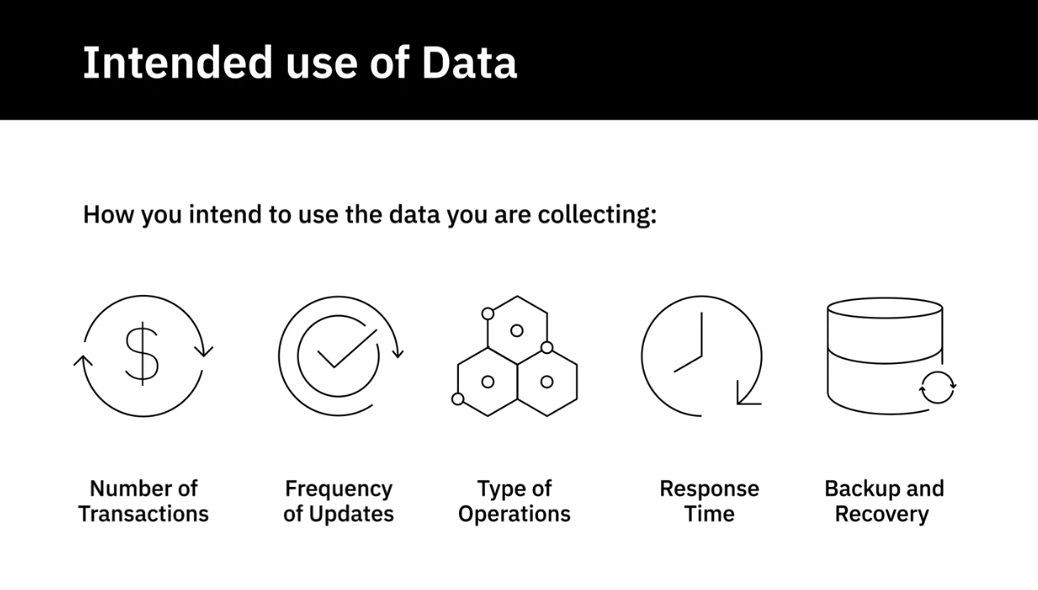 Intended use of Data
How you intend to use the data you are collecting:
$
Number of
Transactions
Frequency
of Updates
Type of
Operations
Response
Time
Backup and
Recovery